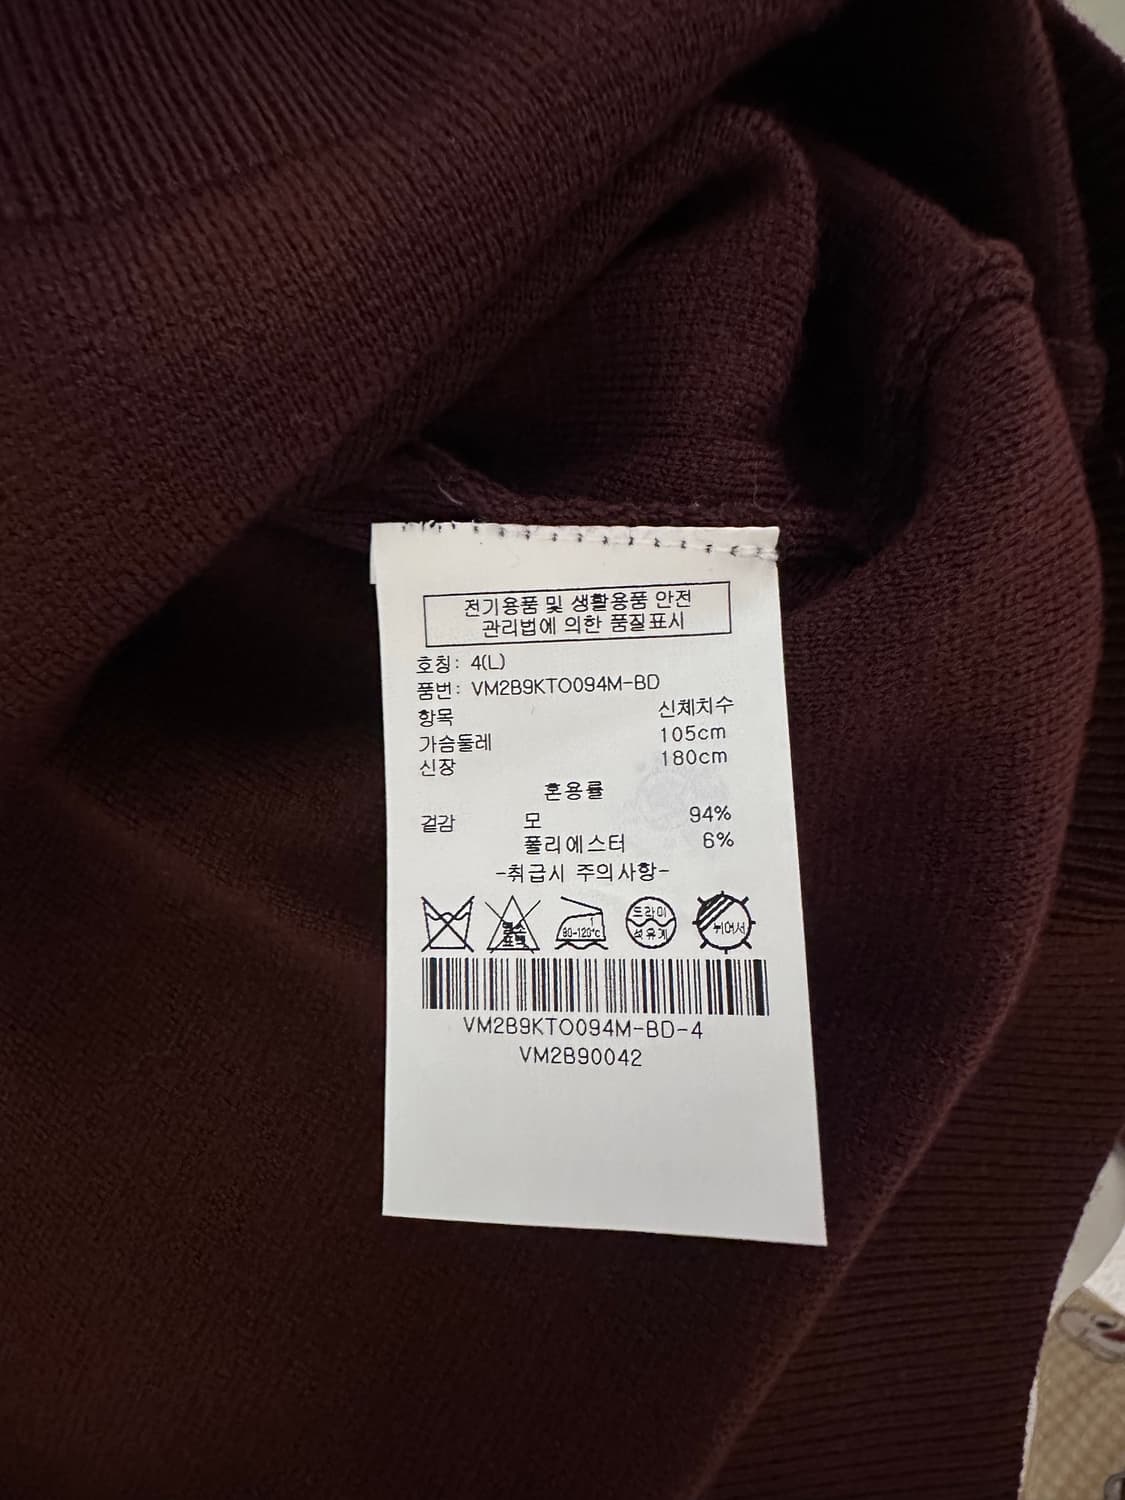 전기용품 및 생활용품 안전
관리법에 의한 품질표시
호칭: 4(L)
품번: VM2B9KTO094M-BD
항목 신체치수
가슴둘레 105cm
신장 180cm
혼용률
겉감 모 94%
폴리에스터 6%
-취급시 주의사항-
염소
표백
80-120°c
드라이
석유계
뉘어서
VM2B9KTO094M-BD-4
VM2B90042